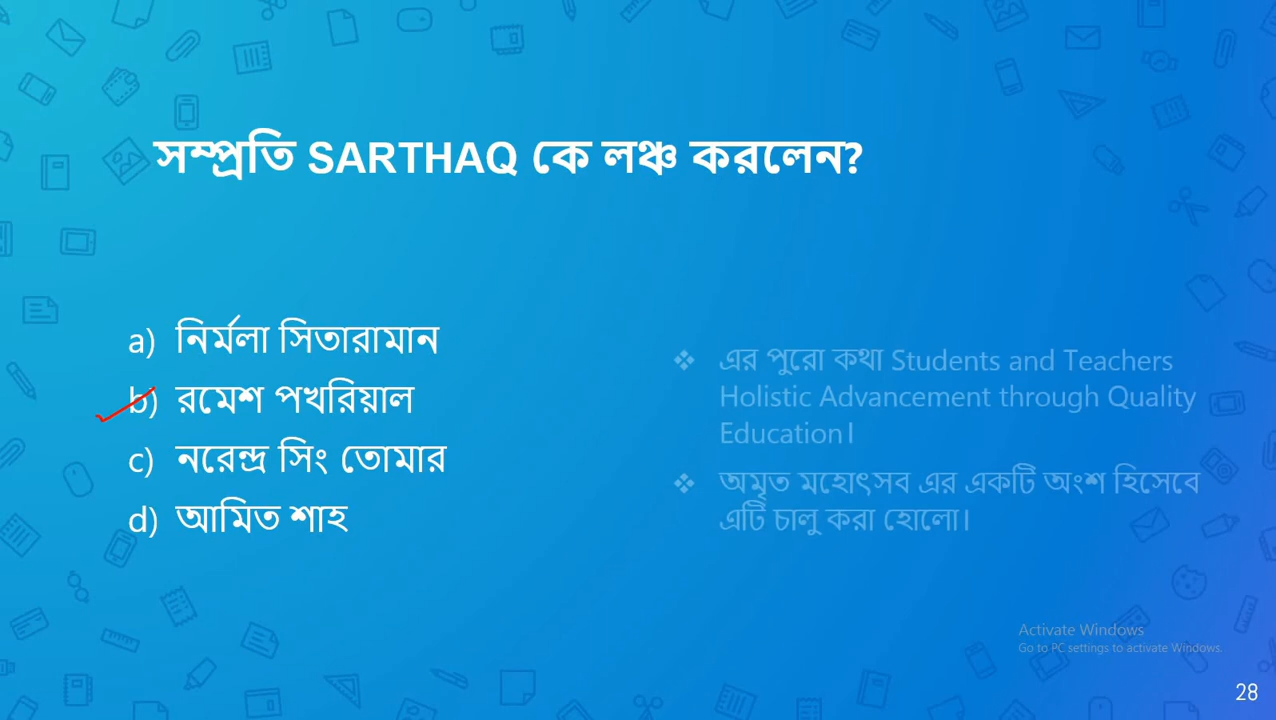 সম্প্রতি SARTHAQ কে লঞ্চ করলেন?
a) নির্মলা সিতারামান
b) রমেশ পখরিয়াল
c) নরেন্দ্র সিং তোমার
d) আমিত শাহ
❖ এর পুরো কথা Students and Teachers
Holistic Advancement through Quality
Education।
❖ অমৃত মহোৎসব এর একটি অংশ হিসেবে
এটি চালু করা হোলো।
Activate Windows
Go to PC settings to activate Windows.
28